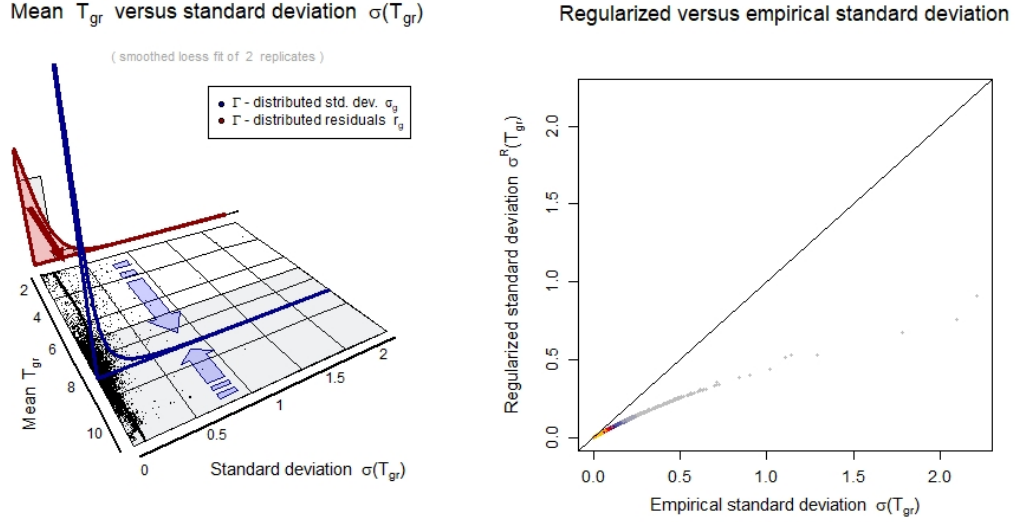 Mean T_gr versus standard deviation σ(T_gr)
( smoothed loess fit of 2 replicates )
Γ - distributed std. dev. σ_g
Γ - distributed residuals r_g
2
4
6
8
10
Mean T_gr
0
0.5
1
1.5
2
Standard deviation σ(T_gr)
Regularized versus empirical standard deviation
Regularized standard deviation σ^R(T_gr)
2.0
1.5
1.0
0.5
0.0
0.0 0.5 1.0 1.5 2.0
Empirical standard deviation σ(T_gr)